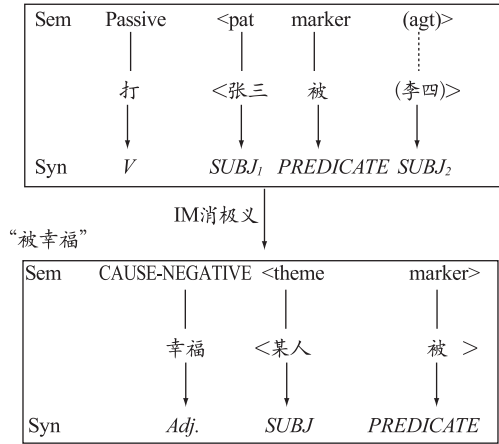 Sem Passive <pat marker (agt)>
打 <张三 被 (李四)>
Syn V SUBJ₁ PREDICATE SUBJ₂
IM消极义
“被幸福”
Sem CAUSE-NEGATIVE <theme marker>
幸福 <某人 被 >
Syn Adj. SUBJ PREDICATE